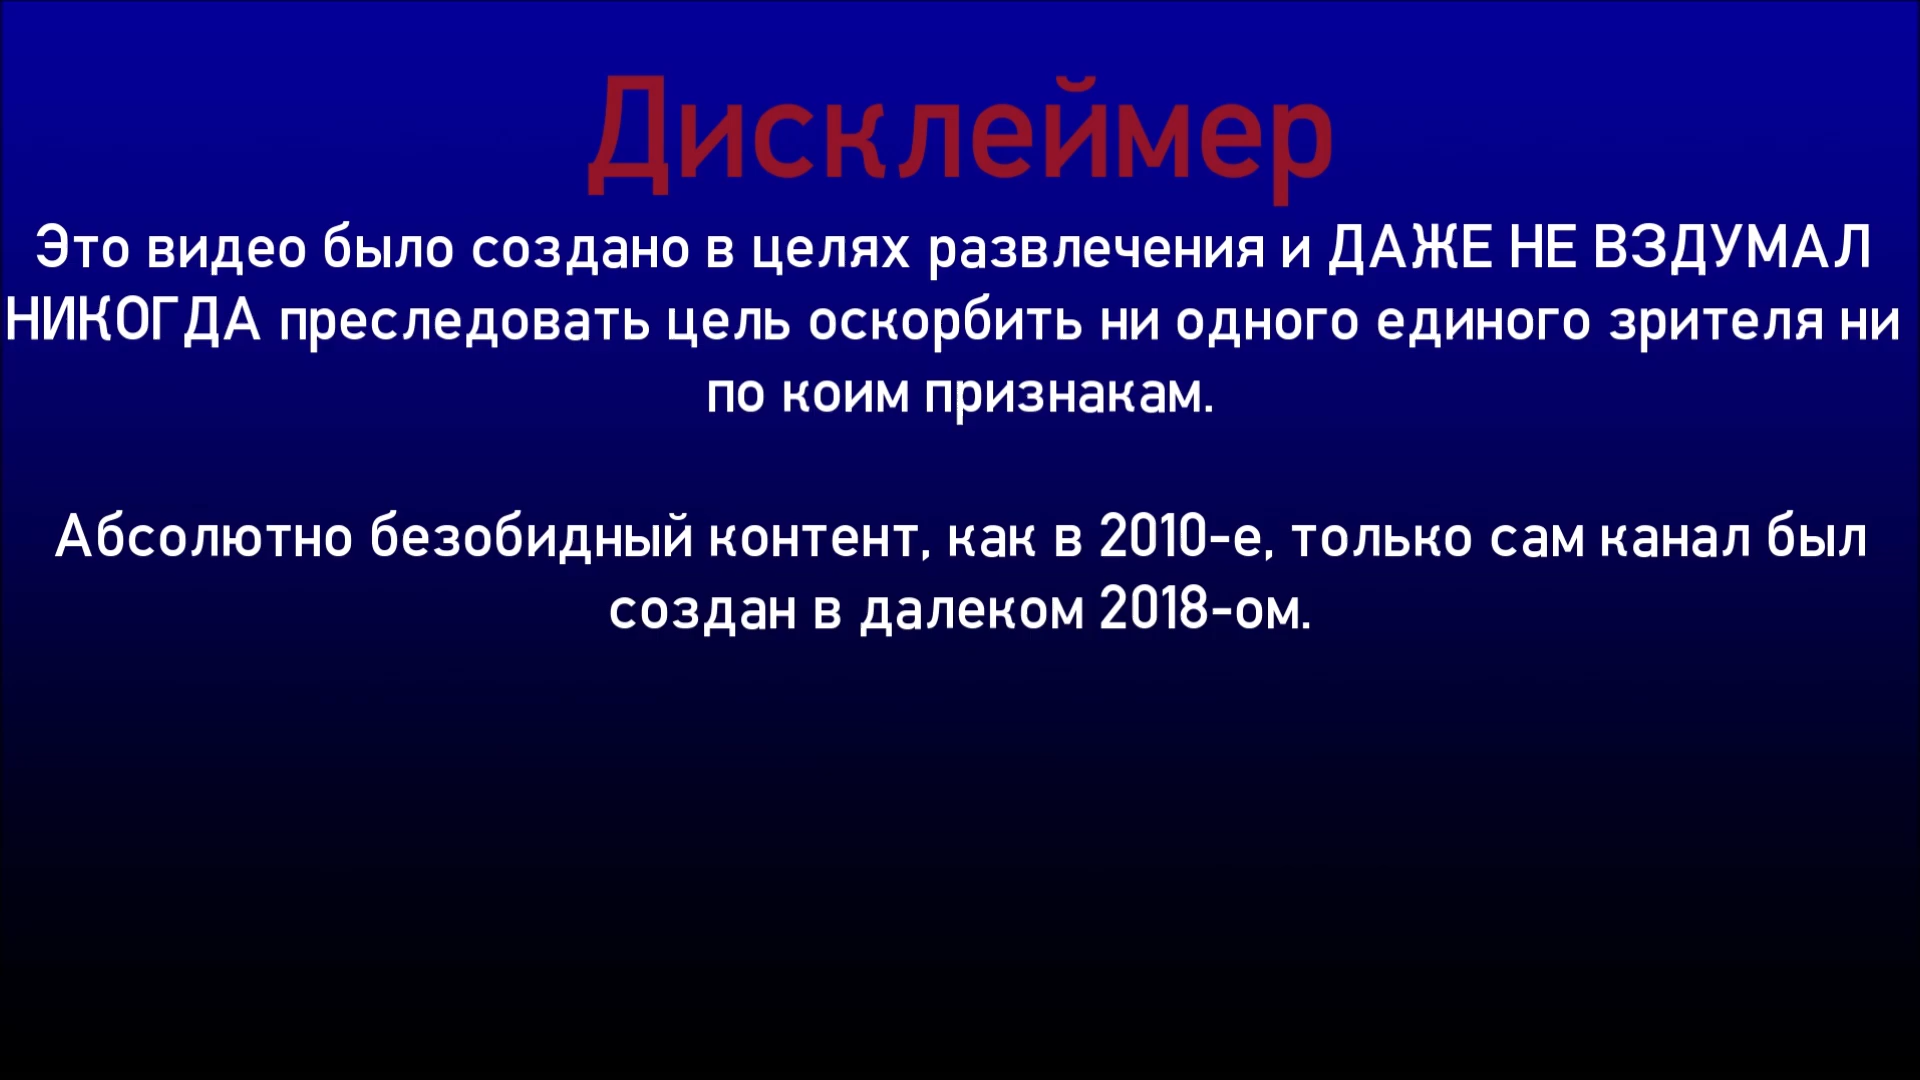 Дисклеймер
Это видео было создано в целях развлечения и ДАЖЕ НЕ ВЗДУМАЛ
НИКОГДА преследовать цель оскорбить ни одного единого зрителя ни
по коим признакам.
Абсолютно безобидный контент, как в 2010-е, только сам канал был
создан в далеком 2018-ом.